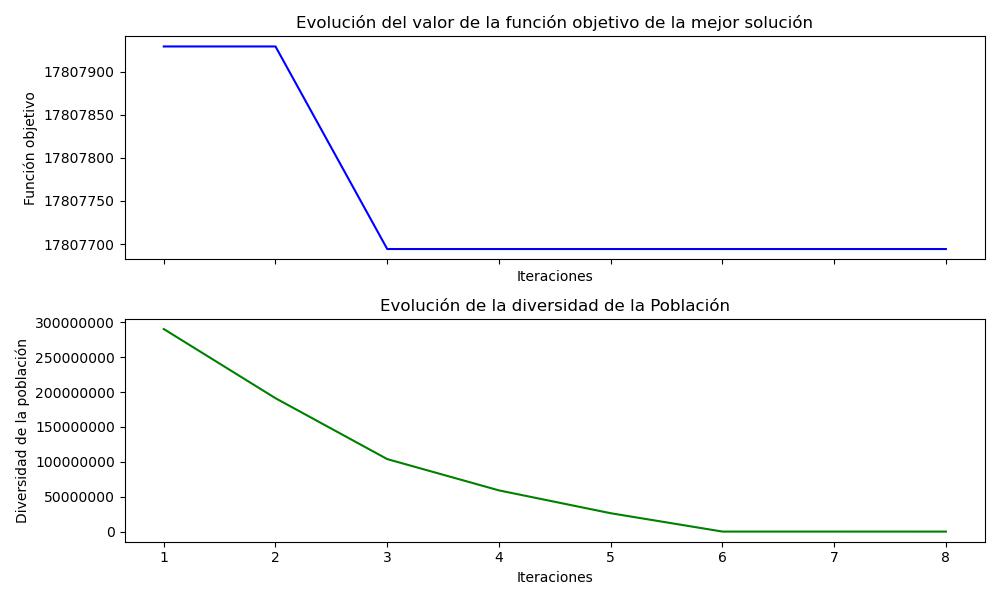 Evolución del valor de la función objetivo de la mejor solución
Función objetivo
17807900
17807850
17807800
17807750
17807700
Iteraciones
Evolución de la diversidad de la Población
Diversidad de la población
300000000
250000000
200000000
150000000
100000000
50000000
0
1 2 3 4 5 6 7 8
Iteraciones